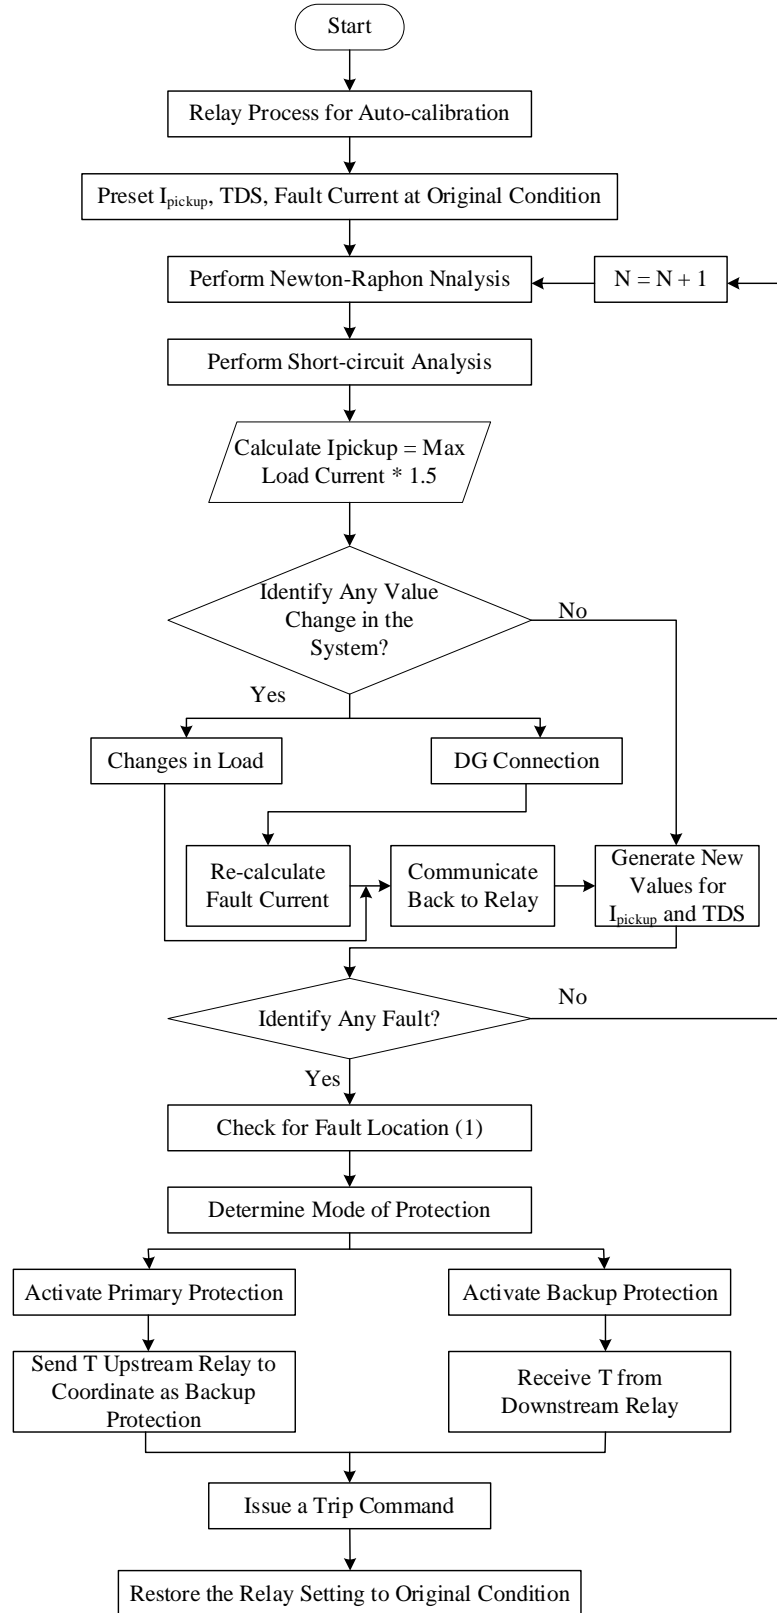 Start
Relay Process for Auto-calibration
Preset Ipickup, TDS, Fault Current at Original Condition
Perform Newton-Raphon Nnalysis
N = N + 1
Perform Short-circuit Analysis
Calculate Ipickup = Max
Load Current * 1.5
Identify Any Value
Change in the
System?
No
Yes
Changes in Load
DG Connection
Re-calculate
Fault Current
Communicate
Back to Relay
Generate New
Values for
Ipickup and TDS
Identify Any Fault?
No
Yes
Check for Fault Location (1)
Determine Mode of Protection
Activate Primary Protection
Activate Backup Protection
Send T Upstream Relay to
Coordinate as Backup
Protection
Receive T from
Downstream Relay
Issue a Trip Command
Restore the Relay Setting to Original Condition